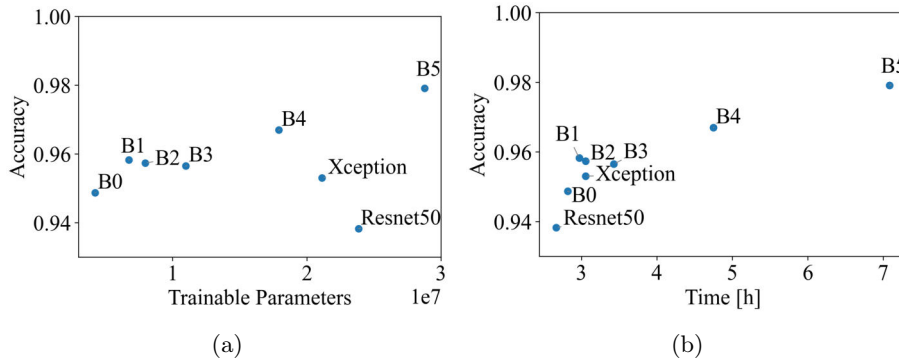 1.00
0.98
0.96
0.94
Accuracy
B0
B1
B2
B3
B4
B5
Xception
Resnet50
1
2
3
Trainable Parameters
1e7
(a)
1.00
0.98
0.96
0.94
Accuracy
B1
B2
B3
Xception
B0
Resnet50
B4
B5
3
4
5
6
7
Time [h]
(b)